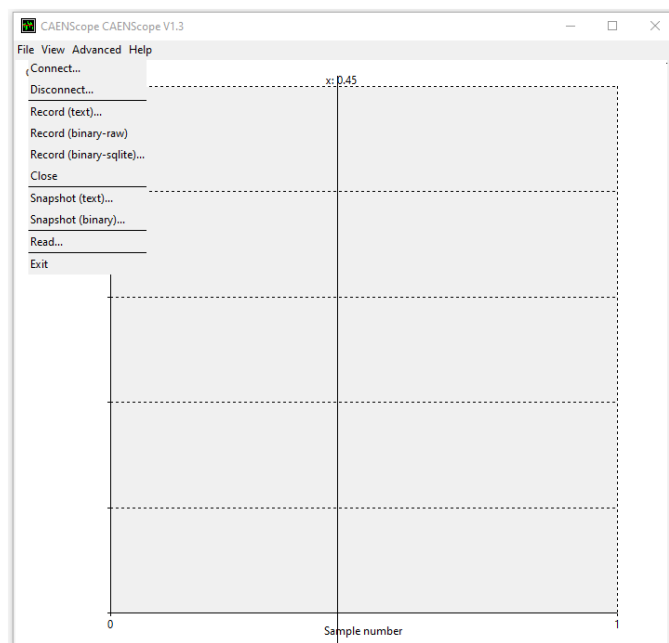 CAENScope CAENScope V1.3
File View Advanced Help
Connect...
Disconnect...
Record (text)...
Record (binary-raw)
Record (binary-sqlite)...
Close
Snapshot (text)...
Snapshot (binary)...
Read...
Exit
x: 0.45
0
1
Sample number